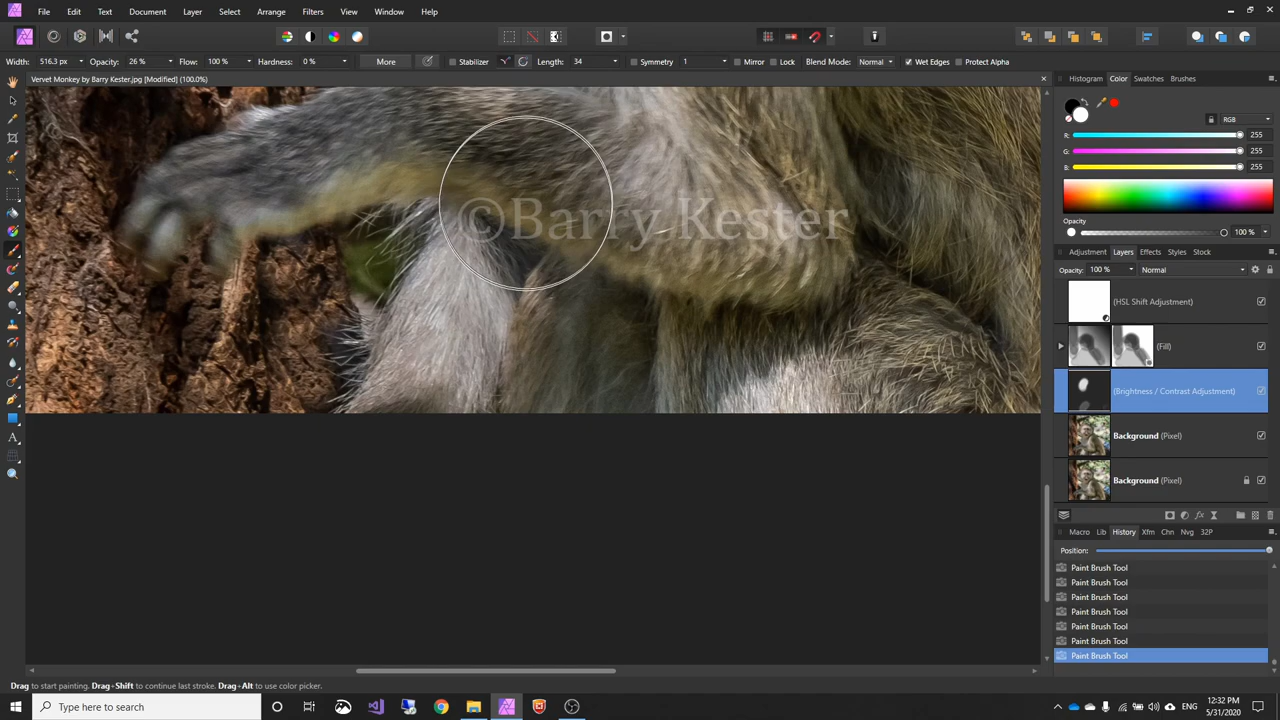 File Edit Text Document Layer Select Arrange Filters View Window Help
Width: 516.3 px Opacity: 26 % Flow: 100 % Hardness: 0 % More Stabilizer Length: 34 Symmetry 1 Mirror Lock Blend Mode: Normal Wet Edges Protect Alpha
Vervet Monkey by Barry Kester.jpg [Modified] (100.0%)
Histogram Color Swatches Brushes
RGB
R: 255
G: 255
B: 255
Opacity
100 %
©Barry Kester
Adjustment Layers Effects Styles Stock
Opacity: 100 % Normal
(HSL Shift Adjustment)
(Fill)
(Brightness / Contrast Adjustment)
Background (Pixel)
Background (Pixel)
Macro Lib History Xfm Chn Nvg 32P
Position:
Paint Brush Tool
Paint Brush Tool
Paint Brush Tool
Paint Brush Tool
Paint Brush Tool
Paint Brush Tool
Paint Brush Tool
Drag to start painting. Drag+Shift to continue last stroke. Drag+Alt to use color picker.
Type here to search
ENG
12:32 PM
5/31/2020